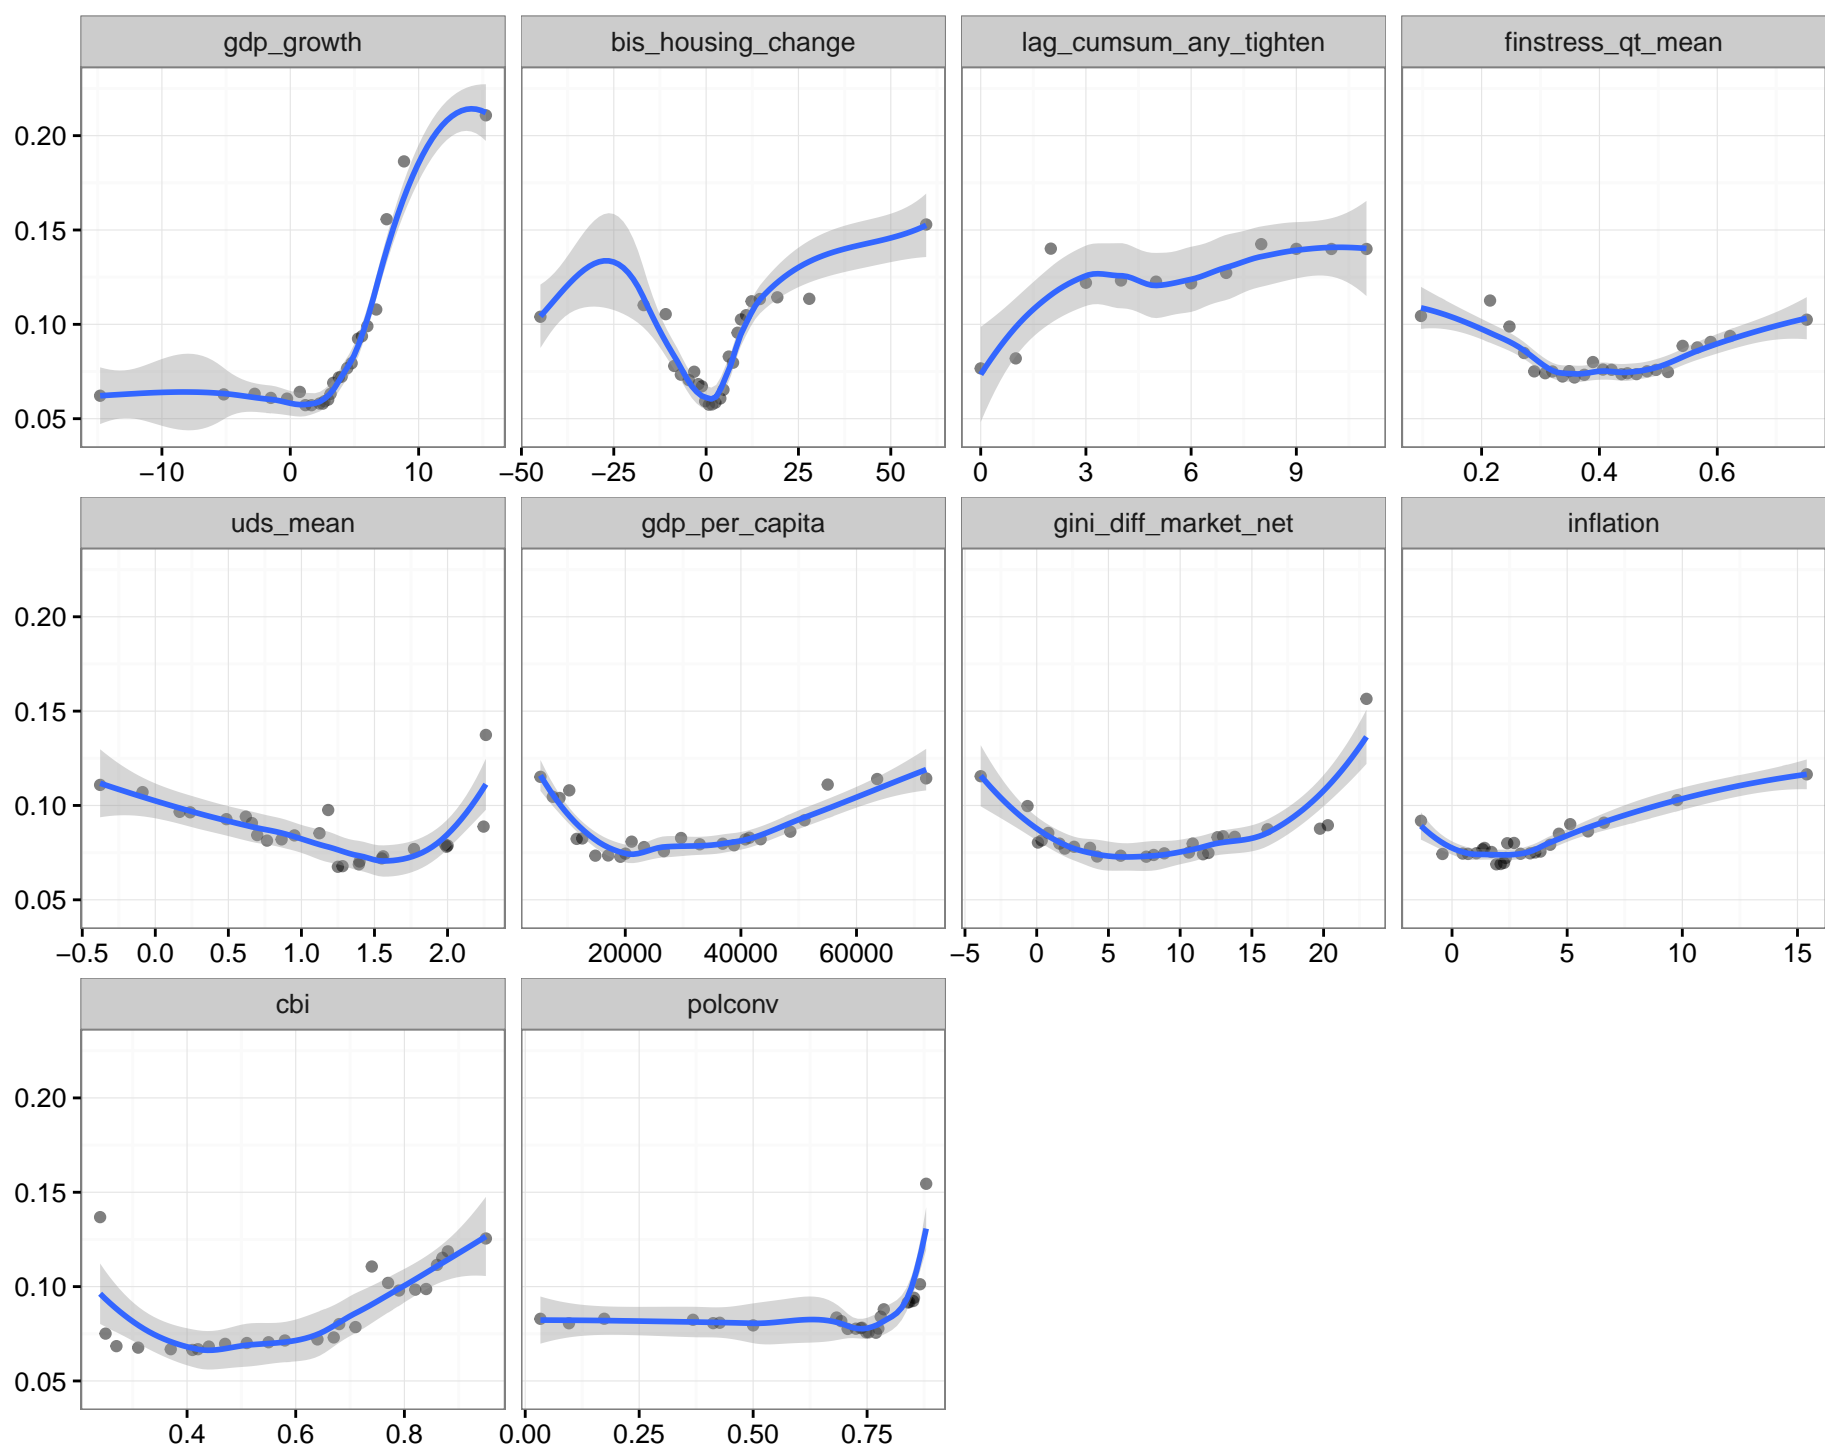 gdp_growth bis_housing_change lag_cumsum_any_tighten finstress_qt_mean
0.20
0.15
0.10
0.05
−10 0 10 −50 −25 0 25 50 0 3 6 9 0.2 0.4 0.6
uds_mean gdp_per_capita gini_diff_market_net inflation
0.20
0.15
0.10
0.05
−0.5 0.0 0.5 1.0 1.5 2.0 20000 40000 60000 −5 0 5 10 15 20 0 5 10 15
cbi polconv
0.20
0.15
0.10
0.05
0.4 0.6 0.8 0.00 0.25 0.50 0.75